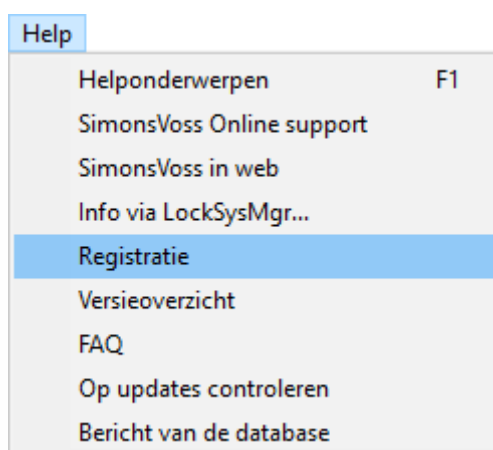 Help
Helponderwerpen F1
SimonsVoss Online support
SimonsVoss in web
Info via LockSysMgr...
Registratie
Versieoverzicht
FAQ
Op updates controleren
Bericht van de database